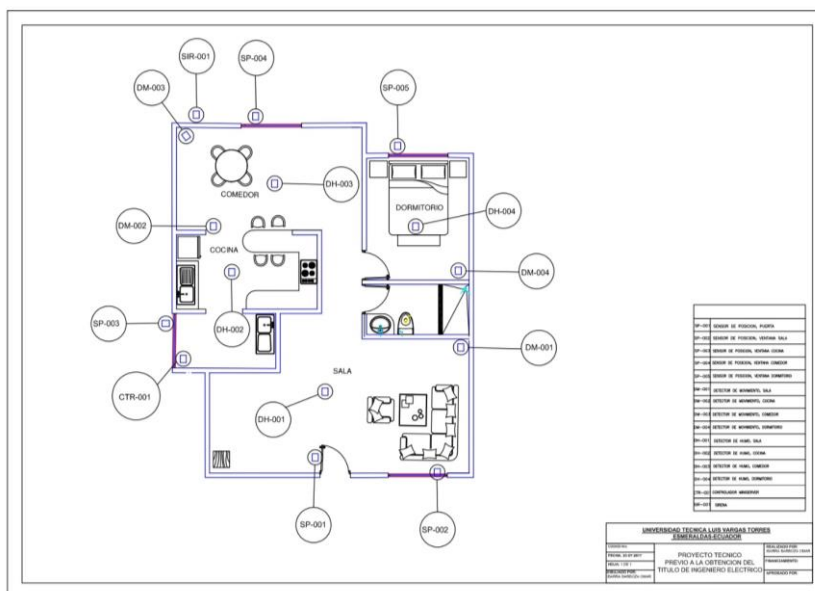 SIR-001
SP-004
DM-003
SP-005
DH-003
COMEDOR
DORMITORIO
DH-004
DM-002
COCINA
DM-004
SP-003
DH-002
DM-001
CTR-001
SALA
DH-001
SP-001
SP-002
SP-001 SENSOR DE POSICION, PUERTA
SP-002 SENSOR DE POSICION, VENTANA SALA
SP-003 SENSOR DE POSICION, VENTANA COCINA
SP-004 SENSOR DE POSICION, VENTANA COMEDOR
SP-005 SENSOR DE POSICION, VENTANA DORMITORIO
DM-001 DETECTOR DE MOVIMIENTO, SALA
DM-002 DETECTOR DE MOVIMIENTO, COCINA
DM-003 DETECTOR DE MOVIMIENTO, COMEDOR
DM-004 DETECTOR DE MOVIMIENTO, DORMITORIO
DH-001 DETECTOR DE HUMO, SALA
DH-002 DETECTOR DE HUMO, COCINA
DH-003 DETECTOR DE HUMO, COMEDOR
DH-004 DETECTOR DE HUMO, DORMITORIO
CONTROLADOR MINISERVER
SIRENA
UNIVERSIDAD TECNICA LUIS VARGAS TORRES
ESMERALDAS-ECUADOR
PROYECTO TECNICO
PREVIO A LA OBTENCION DEL
TITULO DE INGENIERO ELECTRICO
REALIZADO POR:
FINANCIAMIENTO:
APROBADO POR: